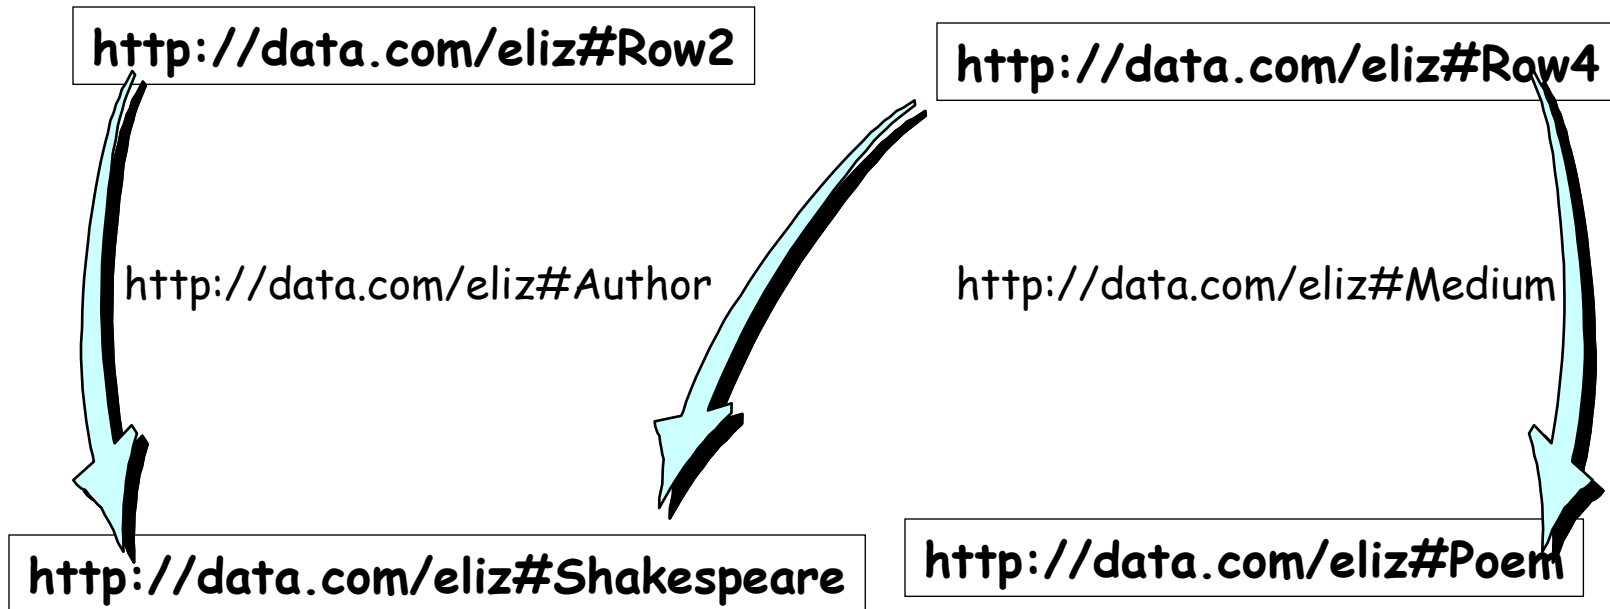 http://data.com/eliz#Row2
http://data.com/eliz#Row4
http://data.com/eliz#Author
http://data.com/eliz#Medium
http://data.com/eliz#Shakespeare
http://data.com/eliz#Poem